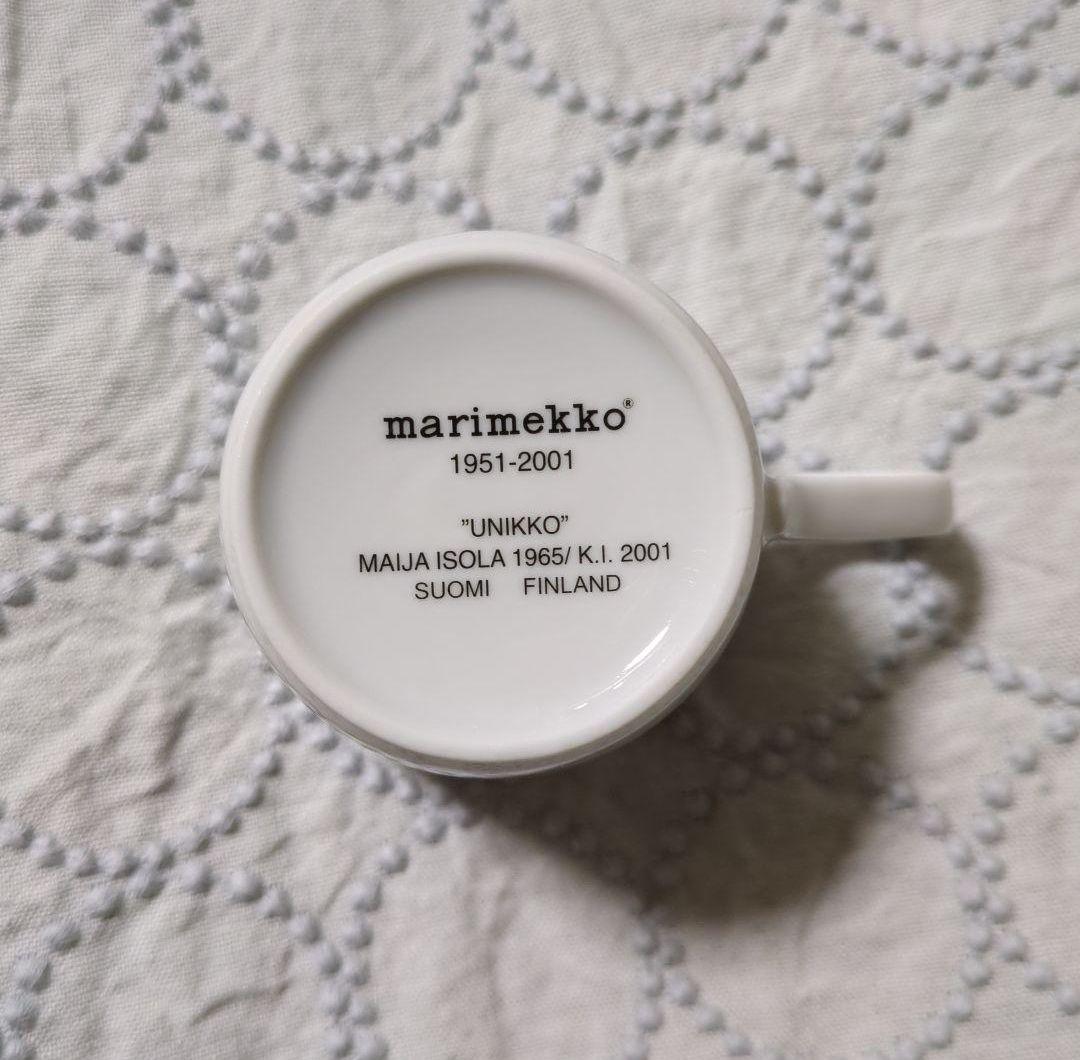 marimekko®
1951-2001
”UNIKKO”
MAIJA ISOLA 1965/ K.I. 2001
SUOMI FINLAND